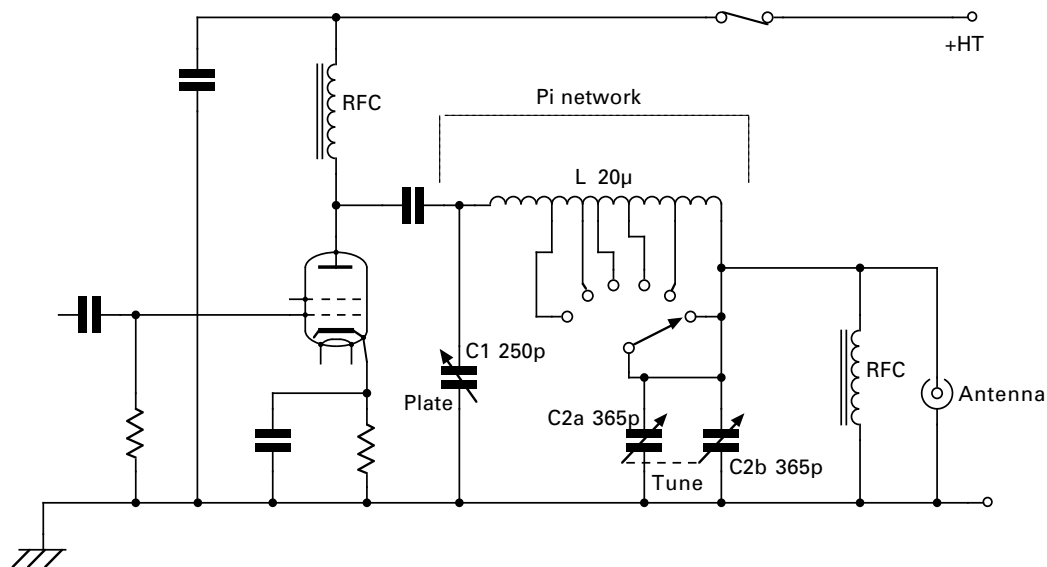 +HT
RFC
Pi network
L 20µ
C1 250p
Plate
C2a 365p
C2b 365p
Tune
RFC
Antenna